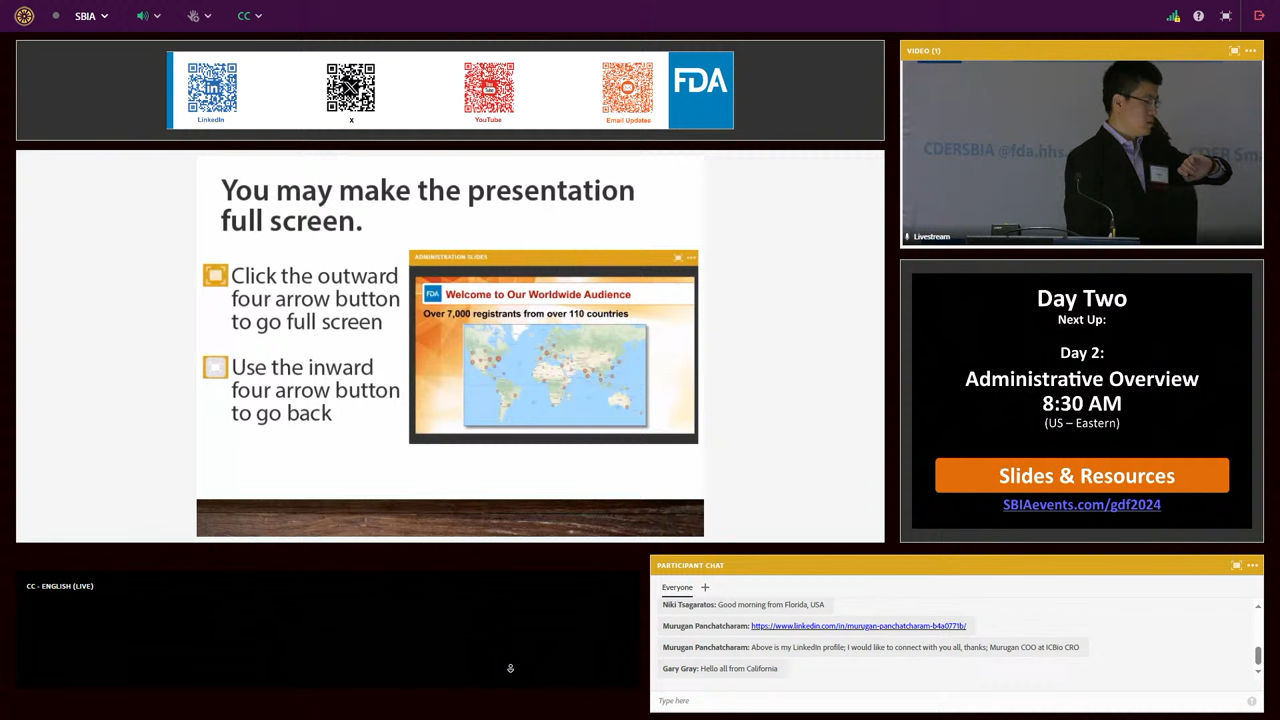 SBIA
CC
LinkedIn
X
YouTube
Email Updates
FDA
You may make the presentation
full screen.
Click the outward
four arrow button
to go full screen
Use the inward
four arrow button
to go back
ADMINISTRATION SLIDES
FDA
Welcome to Our Worldwide Audience
Over 7,000 registrants from over 110 countries
VIDEO (1)
CDERSBIA @fda.hhs.
CDER Sma
Livestream
Day Two
Next Up:
Day 2:
Administrative Overview
8:30 AM
(US – Eastern)
Slides & Resources
SBIAevents.com/gdf2024
CC - ENGLISH (LIVE)
PARTICIPANT CHAT
Everyone
Niki Tsagaratos: Good morning from Florida, USA
Murugan Panchatcharam: https://www.linkedin.com/in/murugan-panchatcharam-b4a0771b/
Murugan Panchatcharam: Above is my LinkedIn profile; I would like to connect with you all, thanks; Murugan COO at ICBio CRO
Gary Gray: Hello all from California
Type here